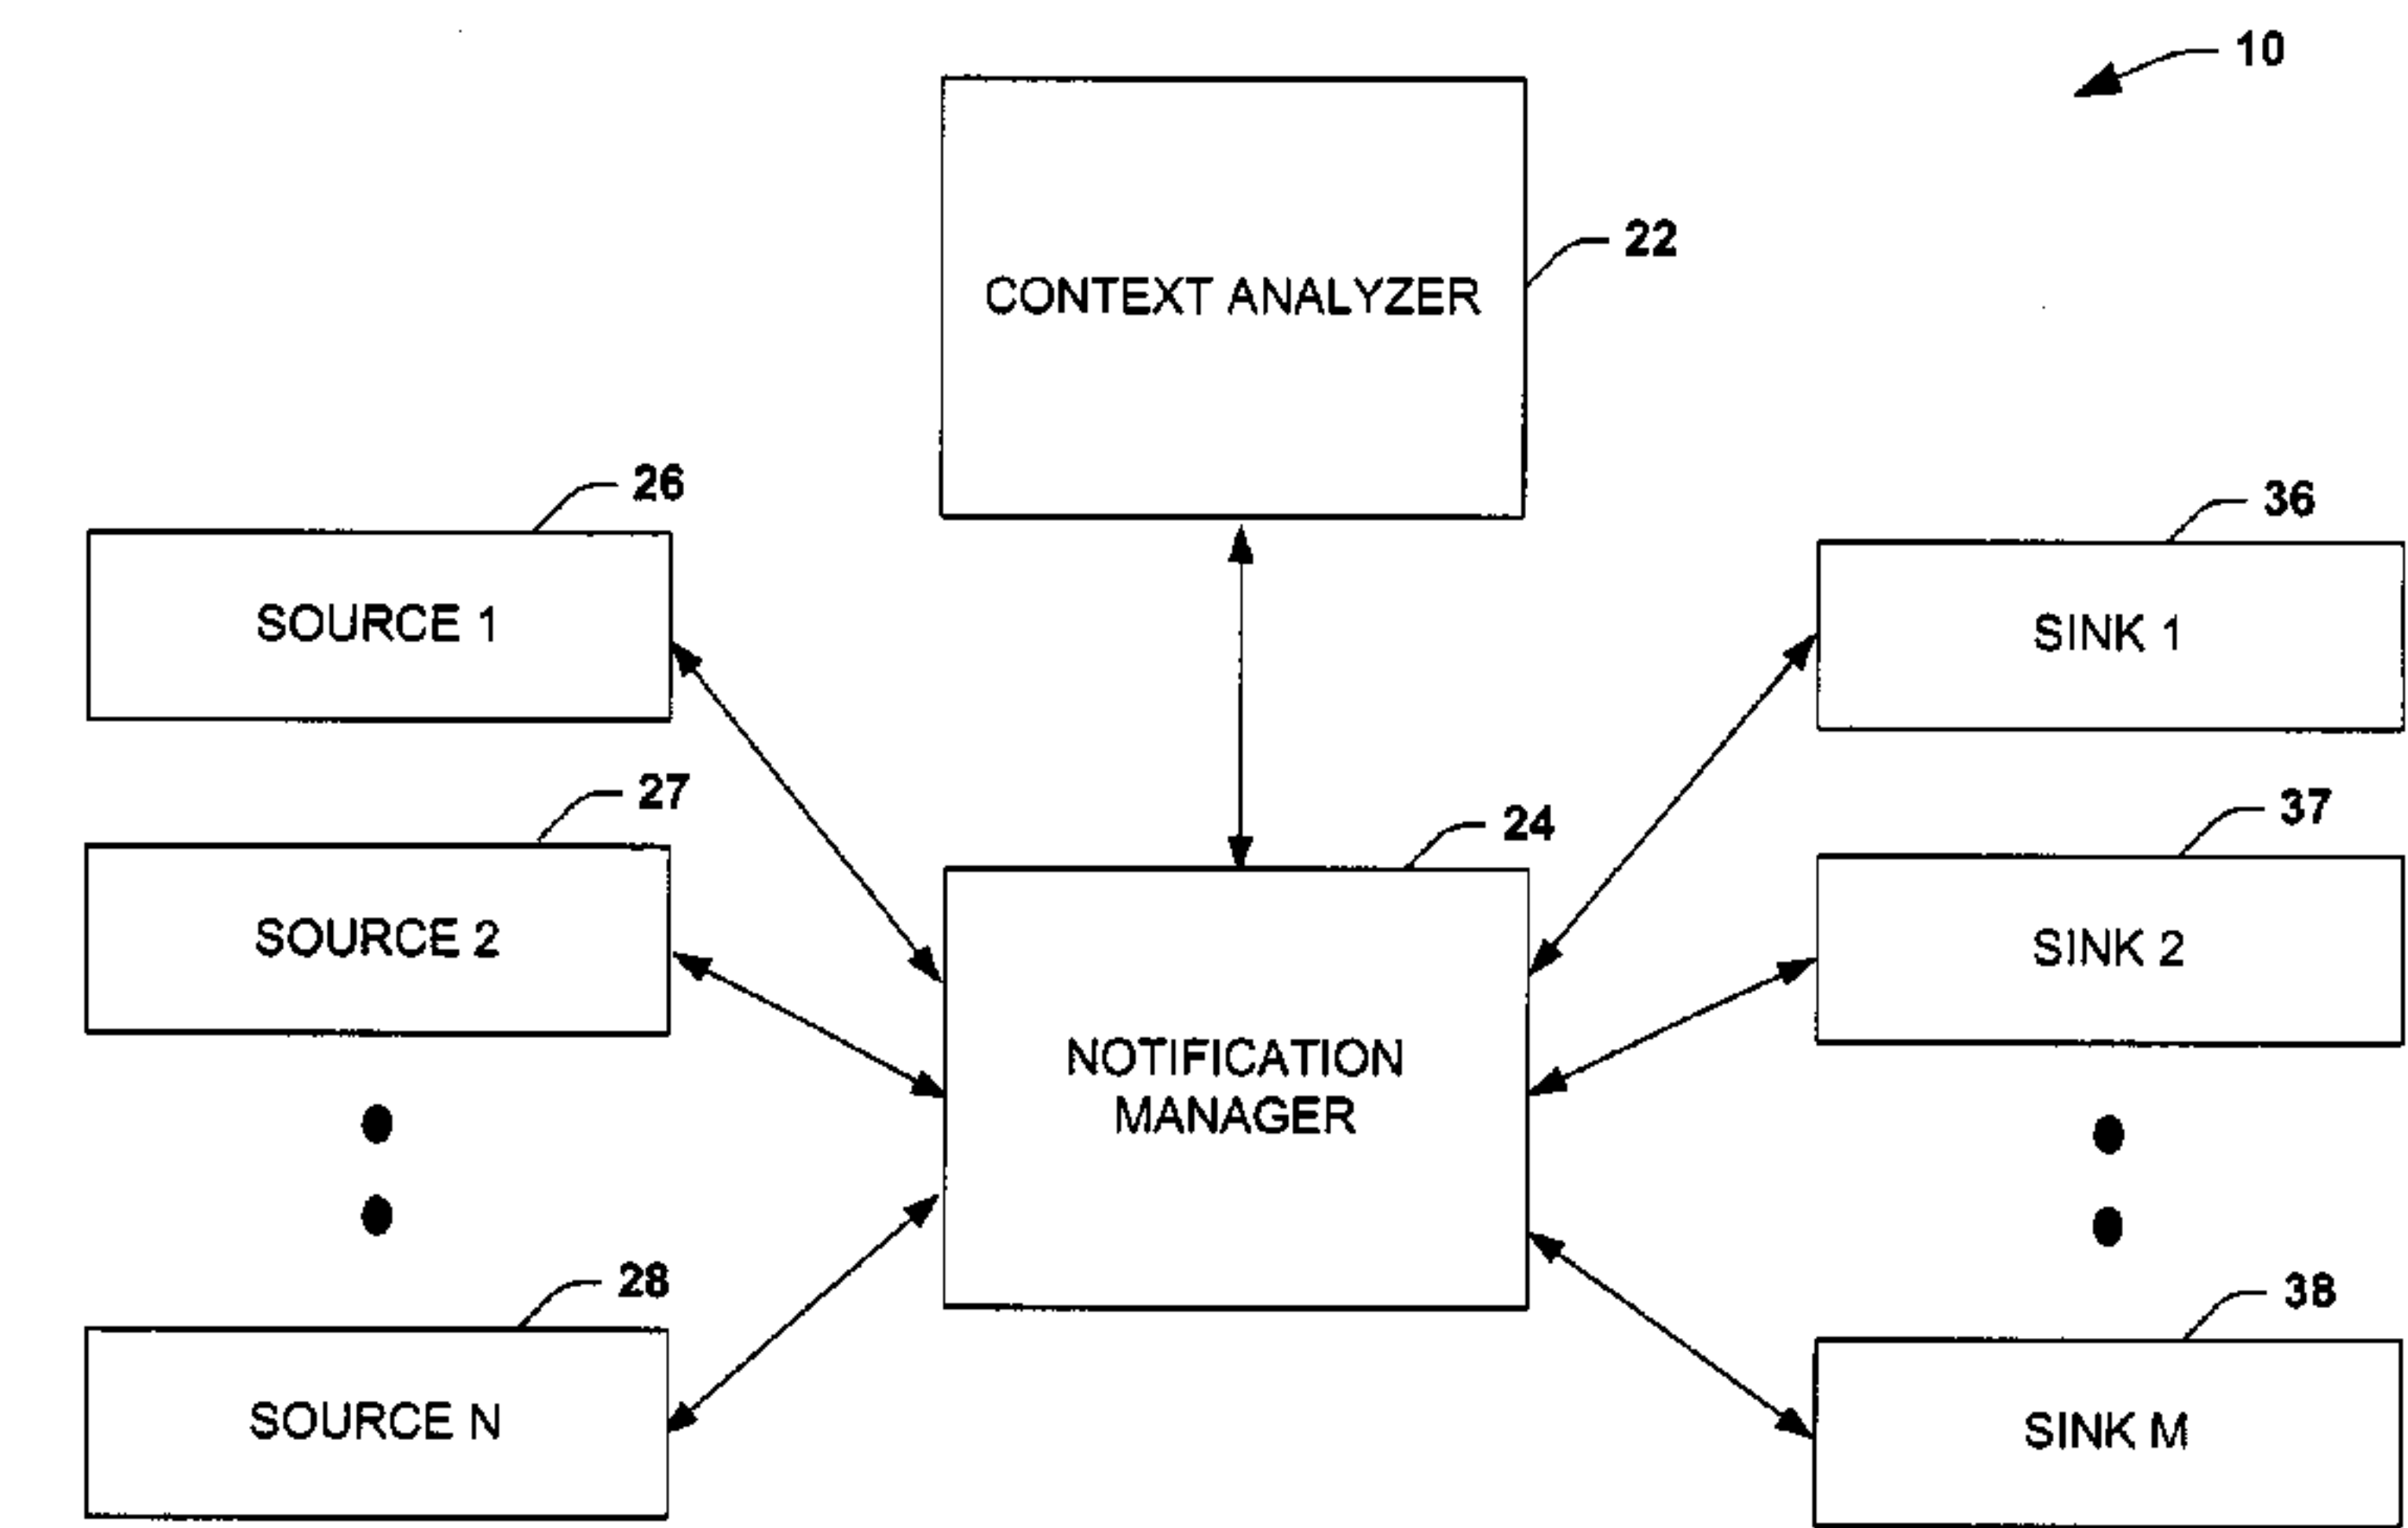 10
CONTEXT ANALYZER
22
26
SOURCE 1
36
SINK 1
27
SOURCE 2
24
NOTIFICATION
MANAGER
37
SINK 2
28
SOURCE N
38
SINK M